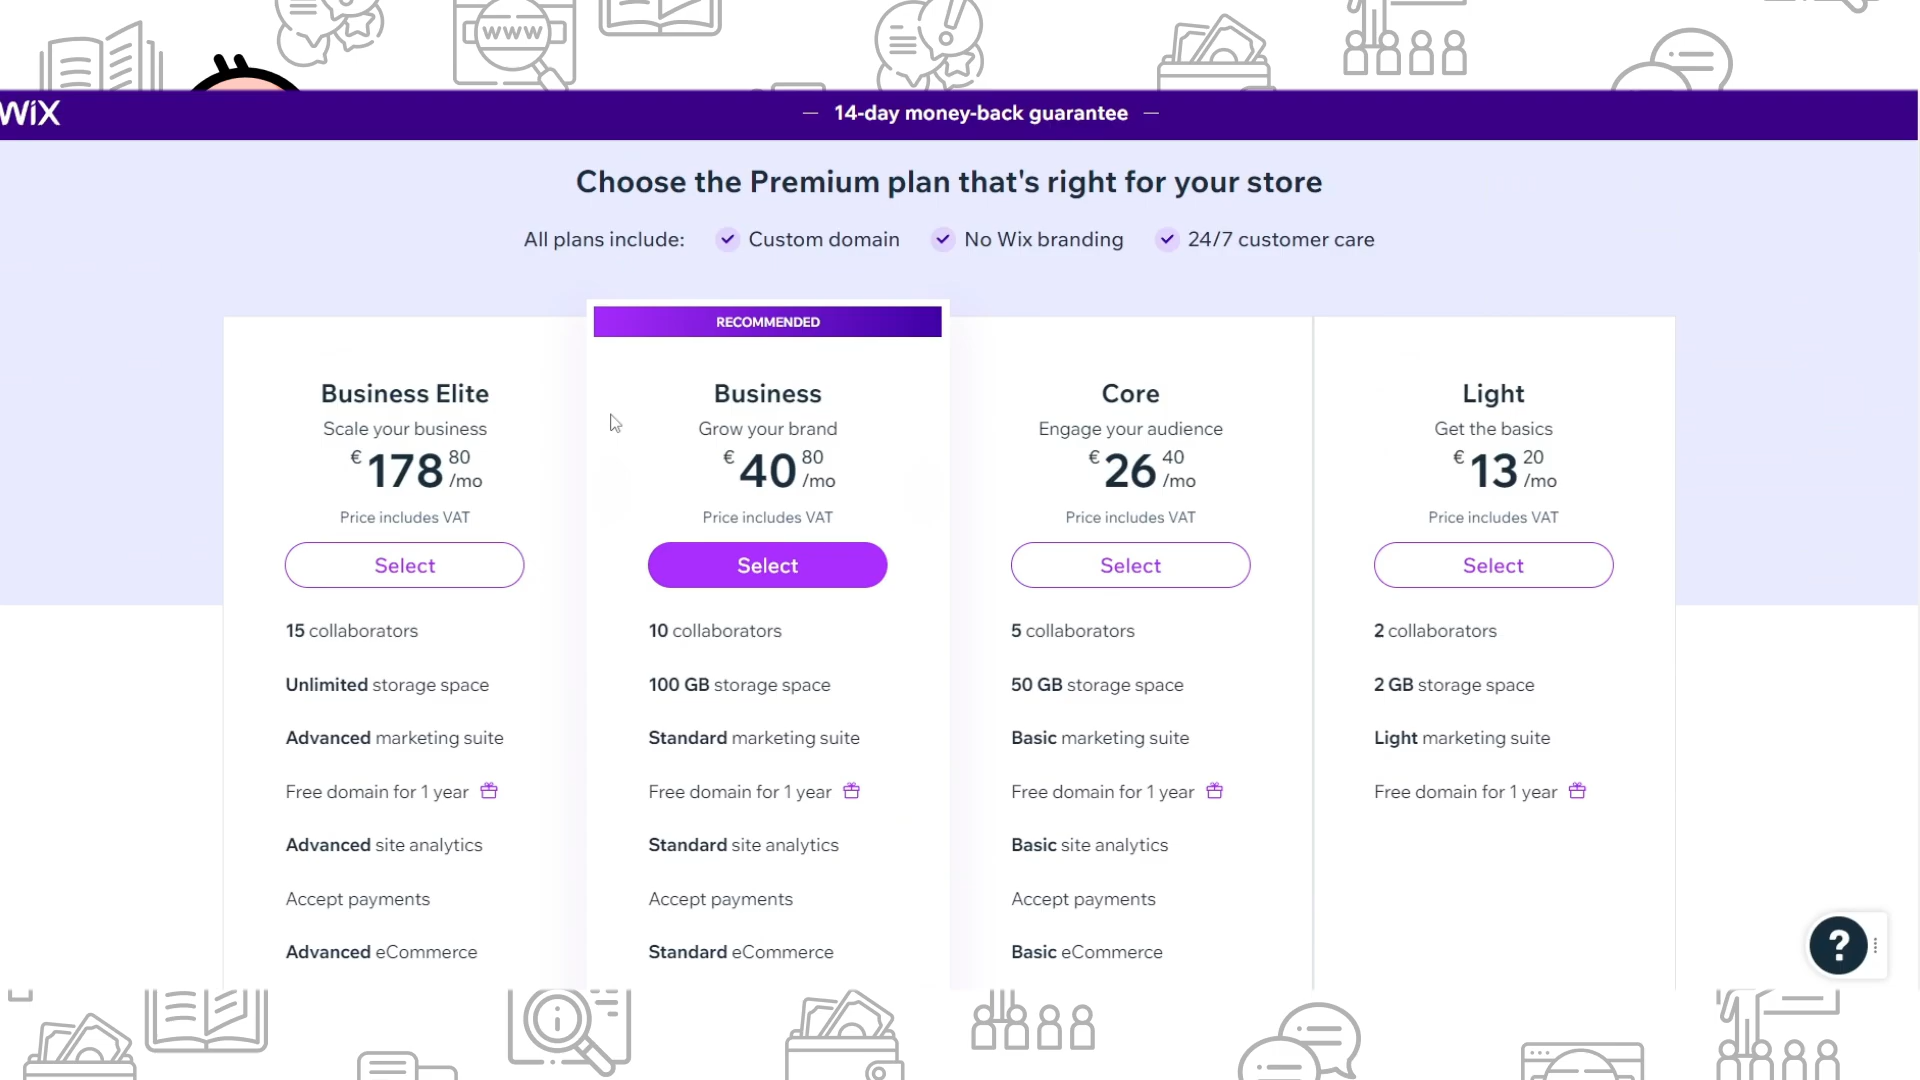 WWW
WiX
— 14-day money-back guarantee —
Choose the Premium plan that's right for your store
All plans include: Custom domain No Wix branding 24/7 customer care
RECOMMENDED
Business Elite
Scale your business
€ 178 80 /mo
Price includes VAT
Select
15 collaborators
Unlimited storage space
Advanced marketing suite
Free domain for 1 year
Advanced site analytics
Accept payments
Advanced eCommerce
Business
Grow your brand
€ 40 80 /mo
Price includes VAT
Select
10 collaborators
100 GB storage space
Standard marketing suite
Free domain for 1 year
Standard site analytics
Accept payments
Standard eCommerce
Core
Engage your audience
€ 26 40 /mo
Price includes VAT
Select
5 collaborators
50 GB storage space
Basic marketing suite
Free domain for 1 year
Basic site analytics
Accept payments
Basic eCommerce
Light
Get the basics
€ 13 20 /mo
Price includes VAT
Select
2 collaborators
2 GB storage space
Light marketing suite
Free domain for 1 year
?